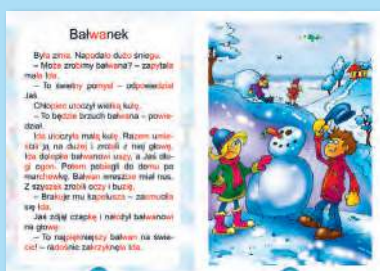 Bałwanek
Była zima. Napadało dużo śniegu.
– Może zrobimy bałwana? – zapytała
mała Ida.
– To świetny pomysł – odpowiedział
Jaś.
Chłopiec utoczył wielką kulę.
– To będzie brzuch bałwana – powie-
dział.
Ida utoczyła małą kulę. Razem umie-
ścili ją na dużej i zrobili z niej głowę.
Ida dolepiła bałwanowi uszy, a Jaś dłu-
gi ogon. Potem pobiegli do domu po
marchewkę. Bałwan wreszcie miał nos.
Z szyszek zrobili oczy i buzię.
– Brakuje mu kapelusza – zasmuciła
się Ida.
Jaś zdjął czapkę i nałożył bałwanowi
na głowę.
– To najpiękniejszy bałwan na świe-
cie! – radośnie zakrzyknęła Ida.